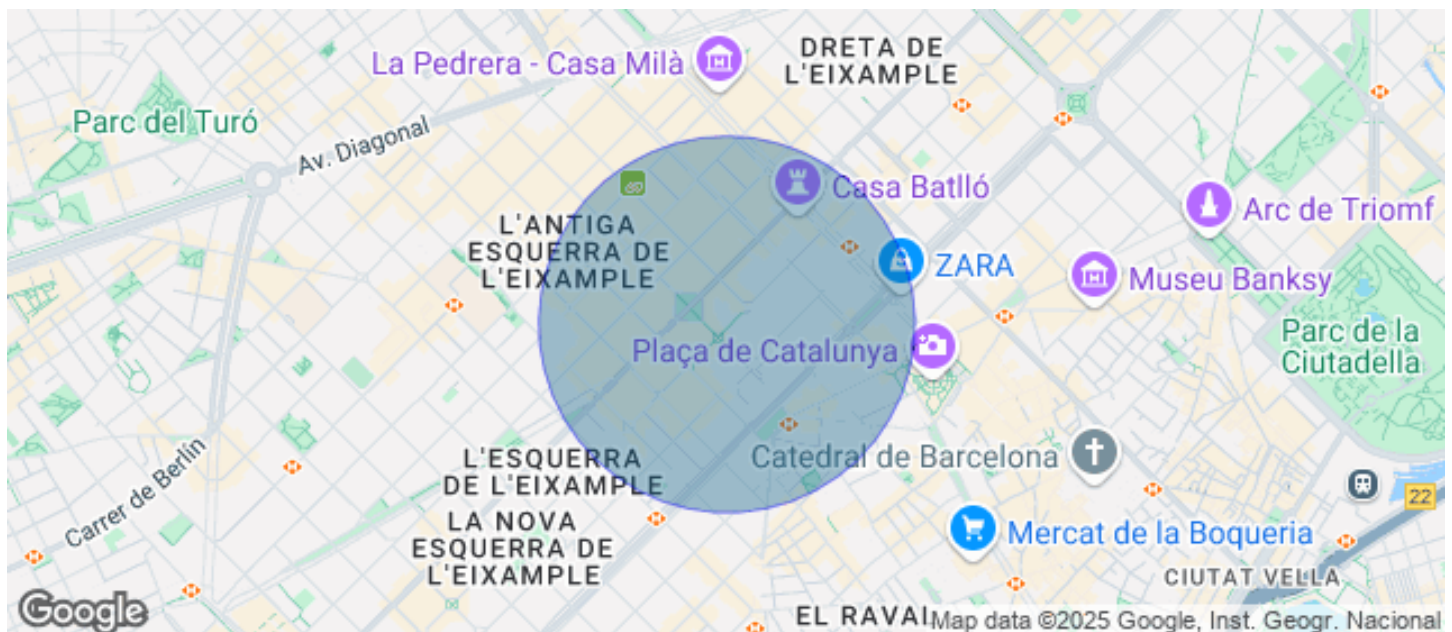 La Pedrera - Casa Milà
DRETA DE
L'EIXAMPLE
Parc del Turó
Av. Diagonal
Casa Batlló
L'ANTIGA
ESQUERRA DE
L'EIXAMPLE
Arc de Triomf
ZARA
Museu Banksy
Plaça de Catalunya
Parc de la
Ciutadella
L'ESQUERRA
DE L'EIXAMPLE
Catedral de Barcelona
Carrer de Berlín
22
LA NOVA
ESQUERRA DE
L'EIXAMPLE
Mercat de la Boqueria
CIUTAT VELLA
Google
EL RAVAL
Map data ©2025 Google, Inst. Geogr. Nacional